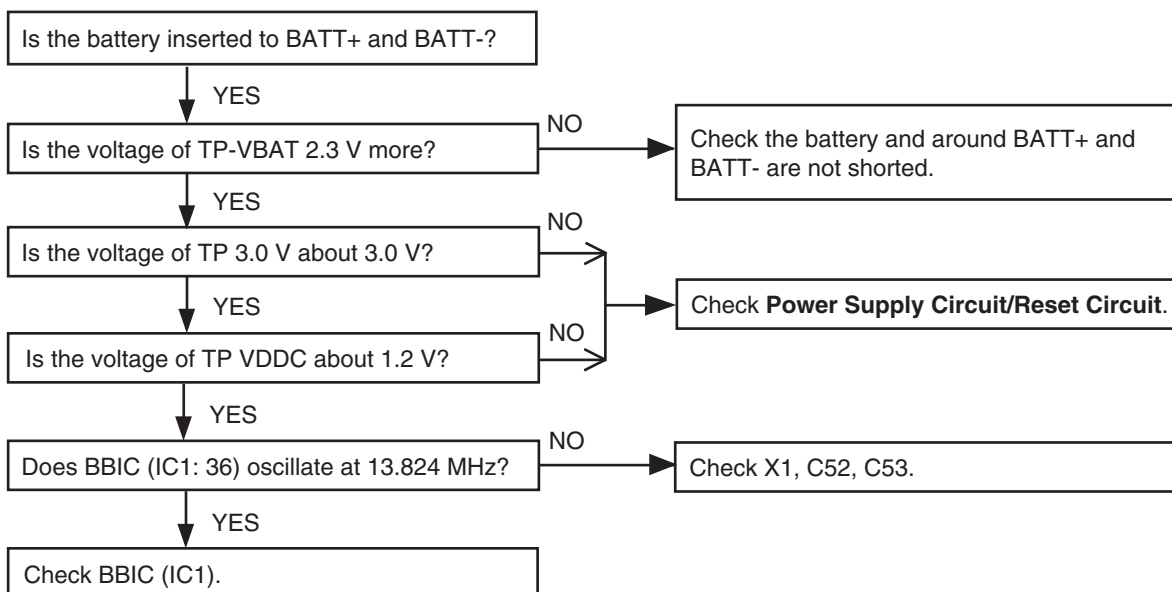 Is the battery inserted to BATT+ and BATT-?
YES
Is the voltage of TP-VBAT 2.3 V more?
NO
Check the battery and around BATT+ and
BATT- are not shorted.
YES
Is the voltage of TP 3.0 V about 3.0 V?
NO
YES
Check Power Supply Circuit/Reset Circuit.
Is the voltage of TP VDDC about 1.2 V?
NO
YES
Does BBIC (IC1: 36) oscillate at 13.824 MHz?
NO
Check X1, C52, C53.
YES
Check BBIC (IC1).